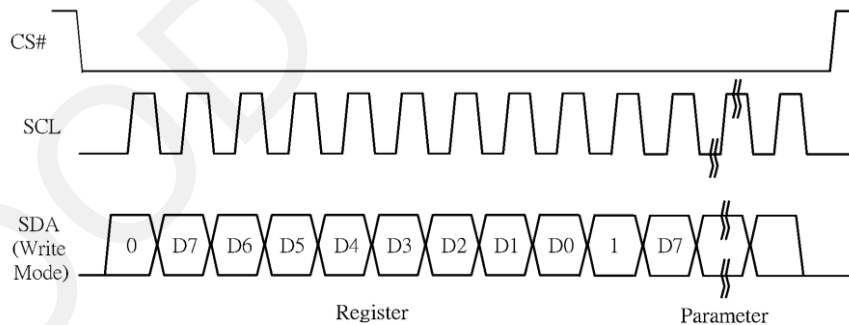 CS#
SCL
SDA
(Write
Mode)
0 D7 D6 D5 D4 D3 D2 D1 D0 1 D7
Register Parameter